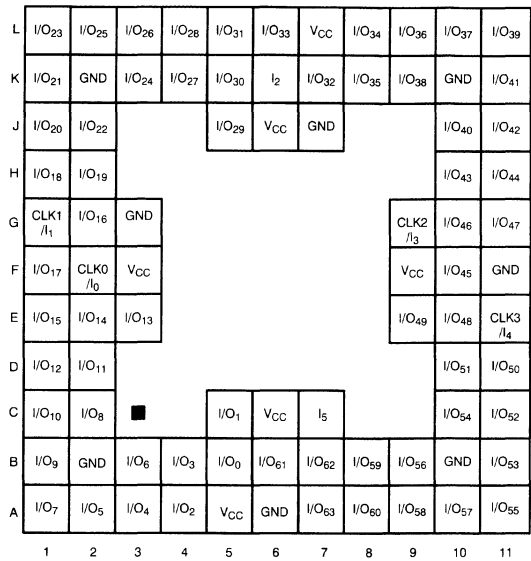 L I/O23 I/O25 I/O26 I/O28 I/O31 I/O33 VCC I/O34 I/O36 I/O37 I/O39
K I/O21 GND I/O24 I/O27 I/O30 I2 I/O32 I/O35 I/O38 GND I/O41
J I/O20 I/O22 I/O29 VCC GND I/O40 I/O42
H I/O18 I/O19 I/O43 I/O44
G CLK1/I1 I/O16 GND CLK2/I3 I/O46 I/O47
F I/O17 CLK0/I0 VCC VCC I/O45 GND
E I/O15 I/O14 I/O13 I/O49 I/O48 CLK3/I4
D I/O12 I/O11 I/O51 I/O50
C I/O10 I/O8 I/O1 VCC I5 I/O54 I/O52
B I/O9 GND I/O6 I/O3 I/O0 I/O61 I/O62 I/O59 I/O56 GND I/O53
A I/O7 I/O5 I/O4 I/O2 VCC GND I/O63 I/O60 I/O58 I/O57 I/O55
1 2 3 4 5 6 7 8 9 10 11